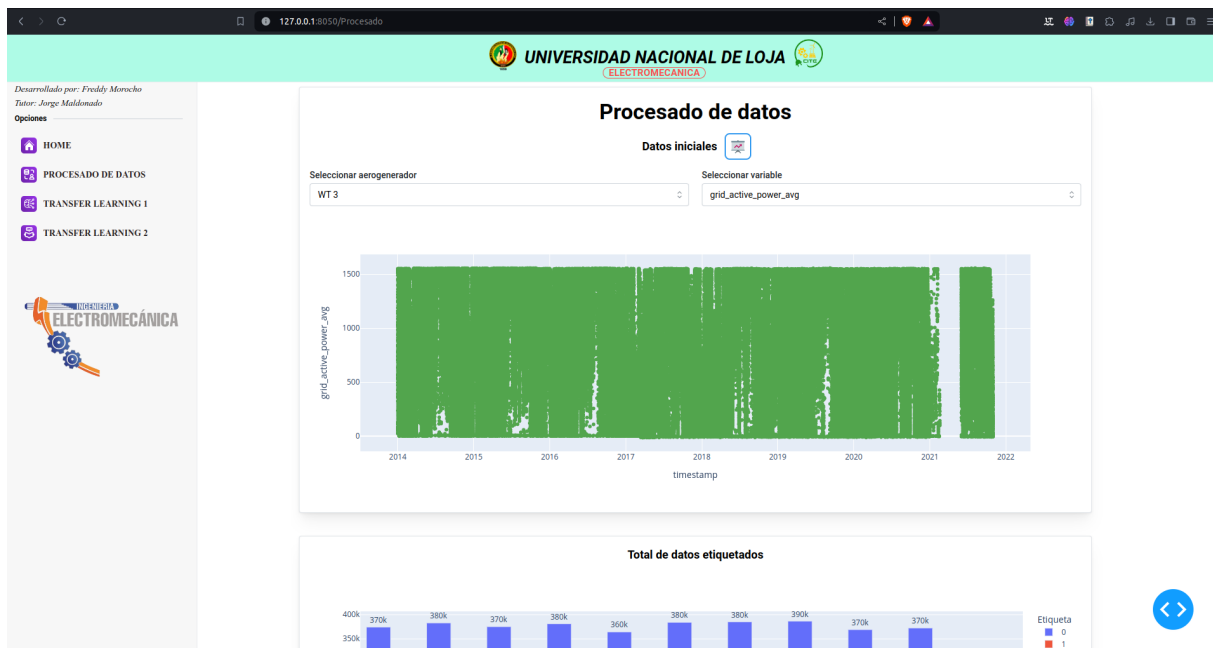 127.0.0.1:8050/Procesado
UNIVERSIDAD NACIONAL DE LOJA
ELECTROMECANICA
CITE
Desarrollado por: Freddy Morocho
Tutor: Jorge Maldonado
Opciones
HOME
PROCESADO DE DATOS
TRANSFER LEARNING 1
TRANSFER LEARNING 2
INGENIERIA
ELECTROMECÁNICA
Procesado de datos
Datos iniciales
Seleccionar aerogenerador
WT 3
Seleccionar variable
grid_active_power_avg
grid_active_power_avg
1500
1000
500
0
2014 2015 2016 2017 2018 2019 2020 2021 2022
timestamp
Total de datos etiquetados
400k
350k
370k 380k 370k 380k 360k 380k 380k 390k 370k 370k
Etiqueta
0
1